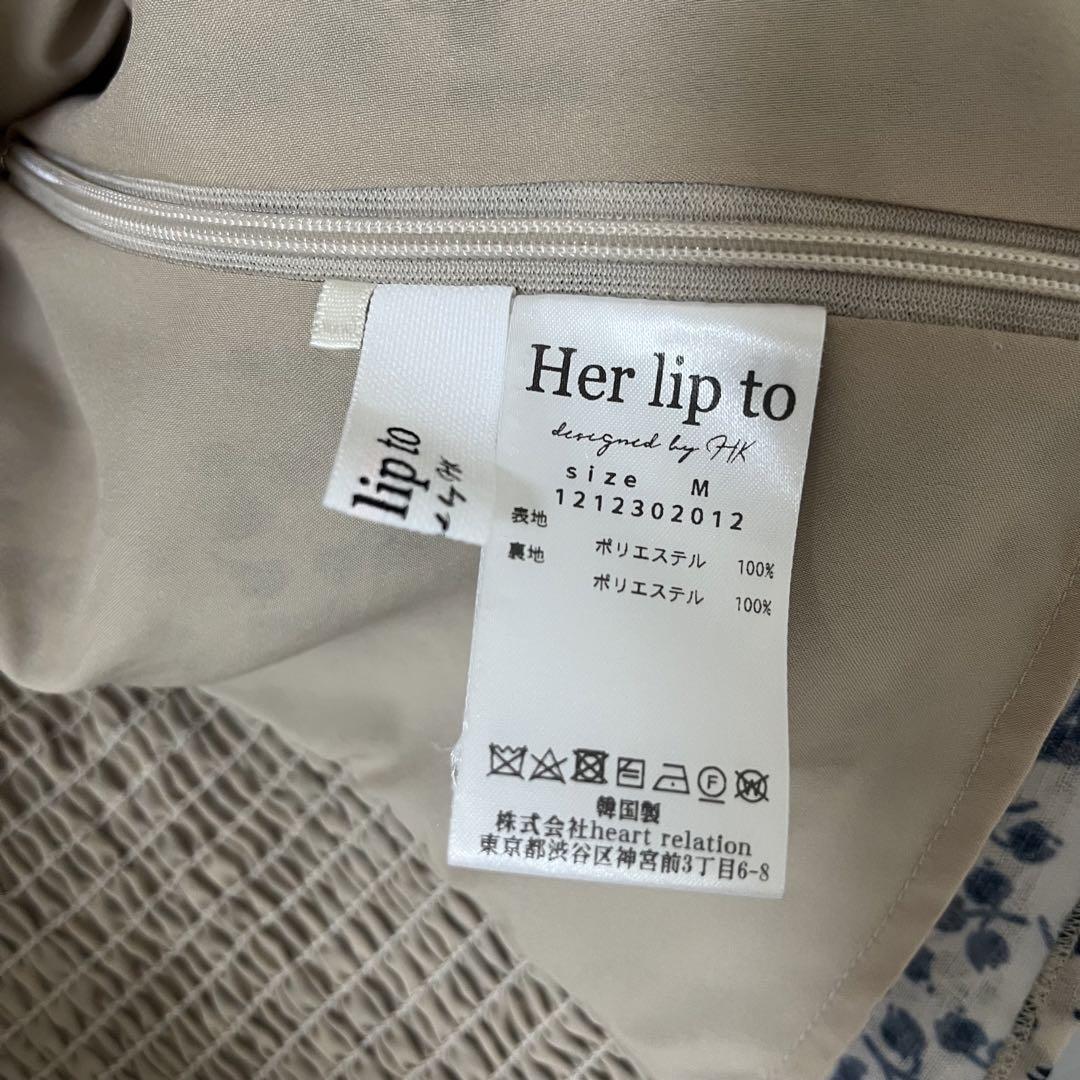 lip to
Her lip to
designed by HK
size M
1212302012
表地 ポリエステル 100%
裏地 ポリエステル 100%
F
W
韓国製
株式会社heart relation
東京都渋谷区神宮前3丁目6-8